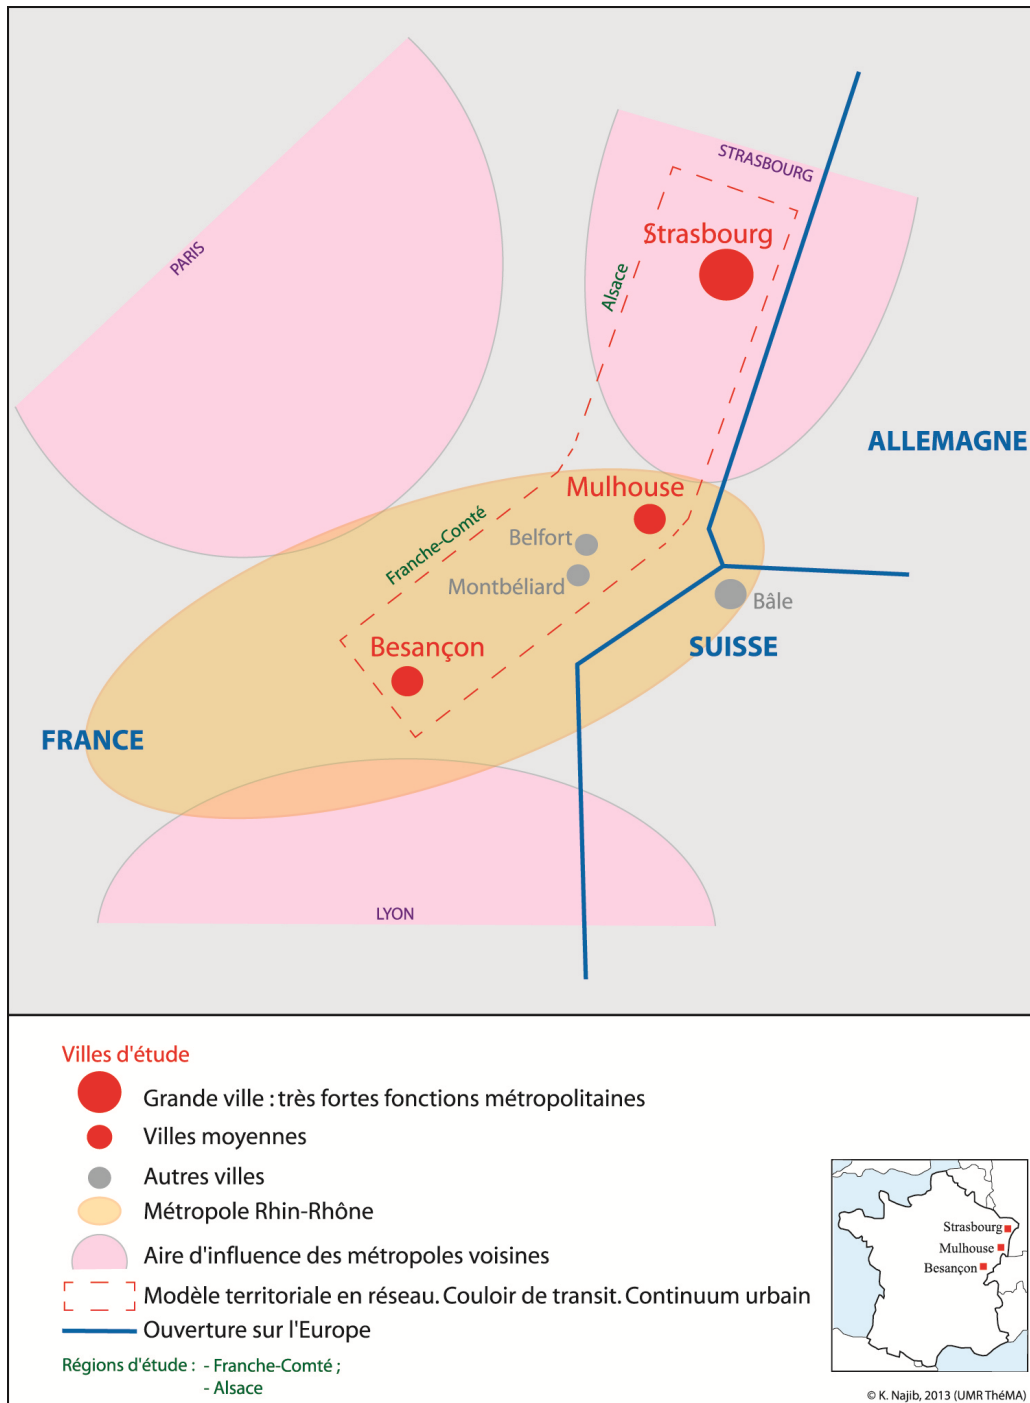 STRASBOURG
Strasbourg
PARIS
Alsace
ALLEMAGNE
Mulhouse
Franche-Comté
Belfort
Montbéliard
Bâle
SUISSE
Besançon
FRANCE
LYON
Villes d'étude
Grande ville : très fortes fonctions métropolitaines
Villes moyennes
Autres villes
Métropole Rhin-Rhône
Aire d'influence des métropoles voisines
Modèle territoriale en réseau. Couloir de transit. Continuum urbain
Ouverture sur l'Europe
Régions d'étude : - Franche-Comté ;
- Alsace
Strasbourg
Mulhouse
Besançon
© K. Najib, 2013 (UMR ThéMA)